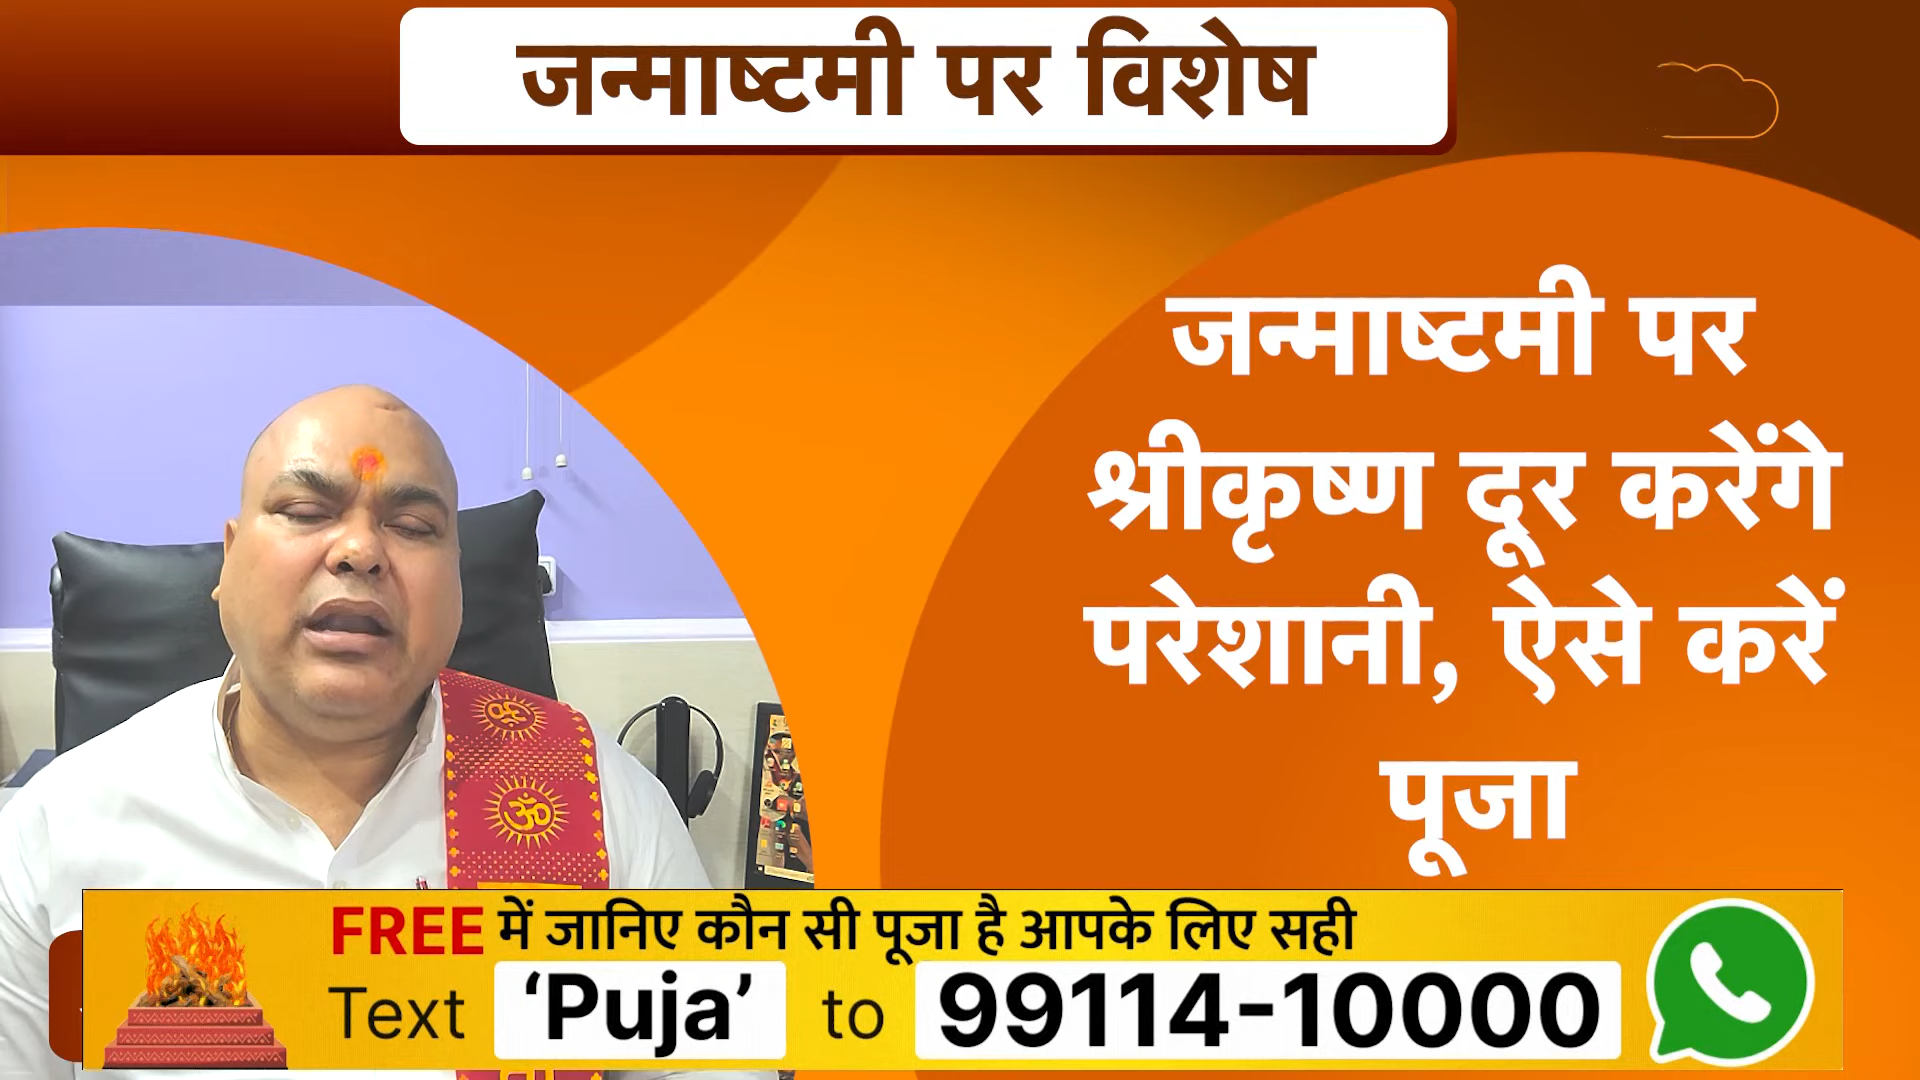 जन्माष्टमी पर विशेष
जन्माष्टमी पर
श्रीकृष्ण दूर करेंगे
परेशानी, ऐसे करें
पूजा
ॐ
FREE में जानिए कौन सी पूजा है आपके लिए सही
Text ‘Puja’ to 99114-10000